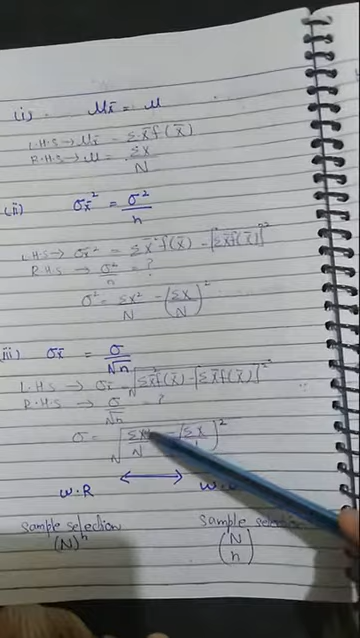 (i). μx̄ = μ
L.H.S → μx̄ = Σx̄f(x̄)
R.H.S → μ = ΣX/N
(ii) σx̄² = σ²/n
L.H.S → σx̄² = Σx̄²f(x̄) - [Σx̄f(x̄)]²
R.H.S → σ²/n = ?
σ² = ΣX²/N - (ΣX/N)²
(iii) σx̄ = σ/√n
L.H.S → σx̄ = √Σx̄²f(x̄) - [Σx̄f(x̄)]²
R.H.S → σ/√n ?
σ = √ΣX²/N - (ΣX/)²
W.R ⟷ W.
sample selection sample sele
(N)ⁿ (N n)